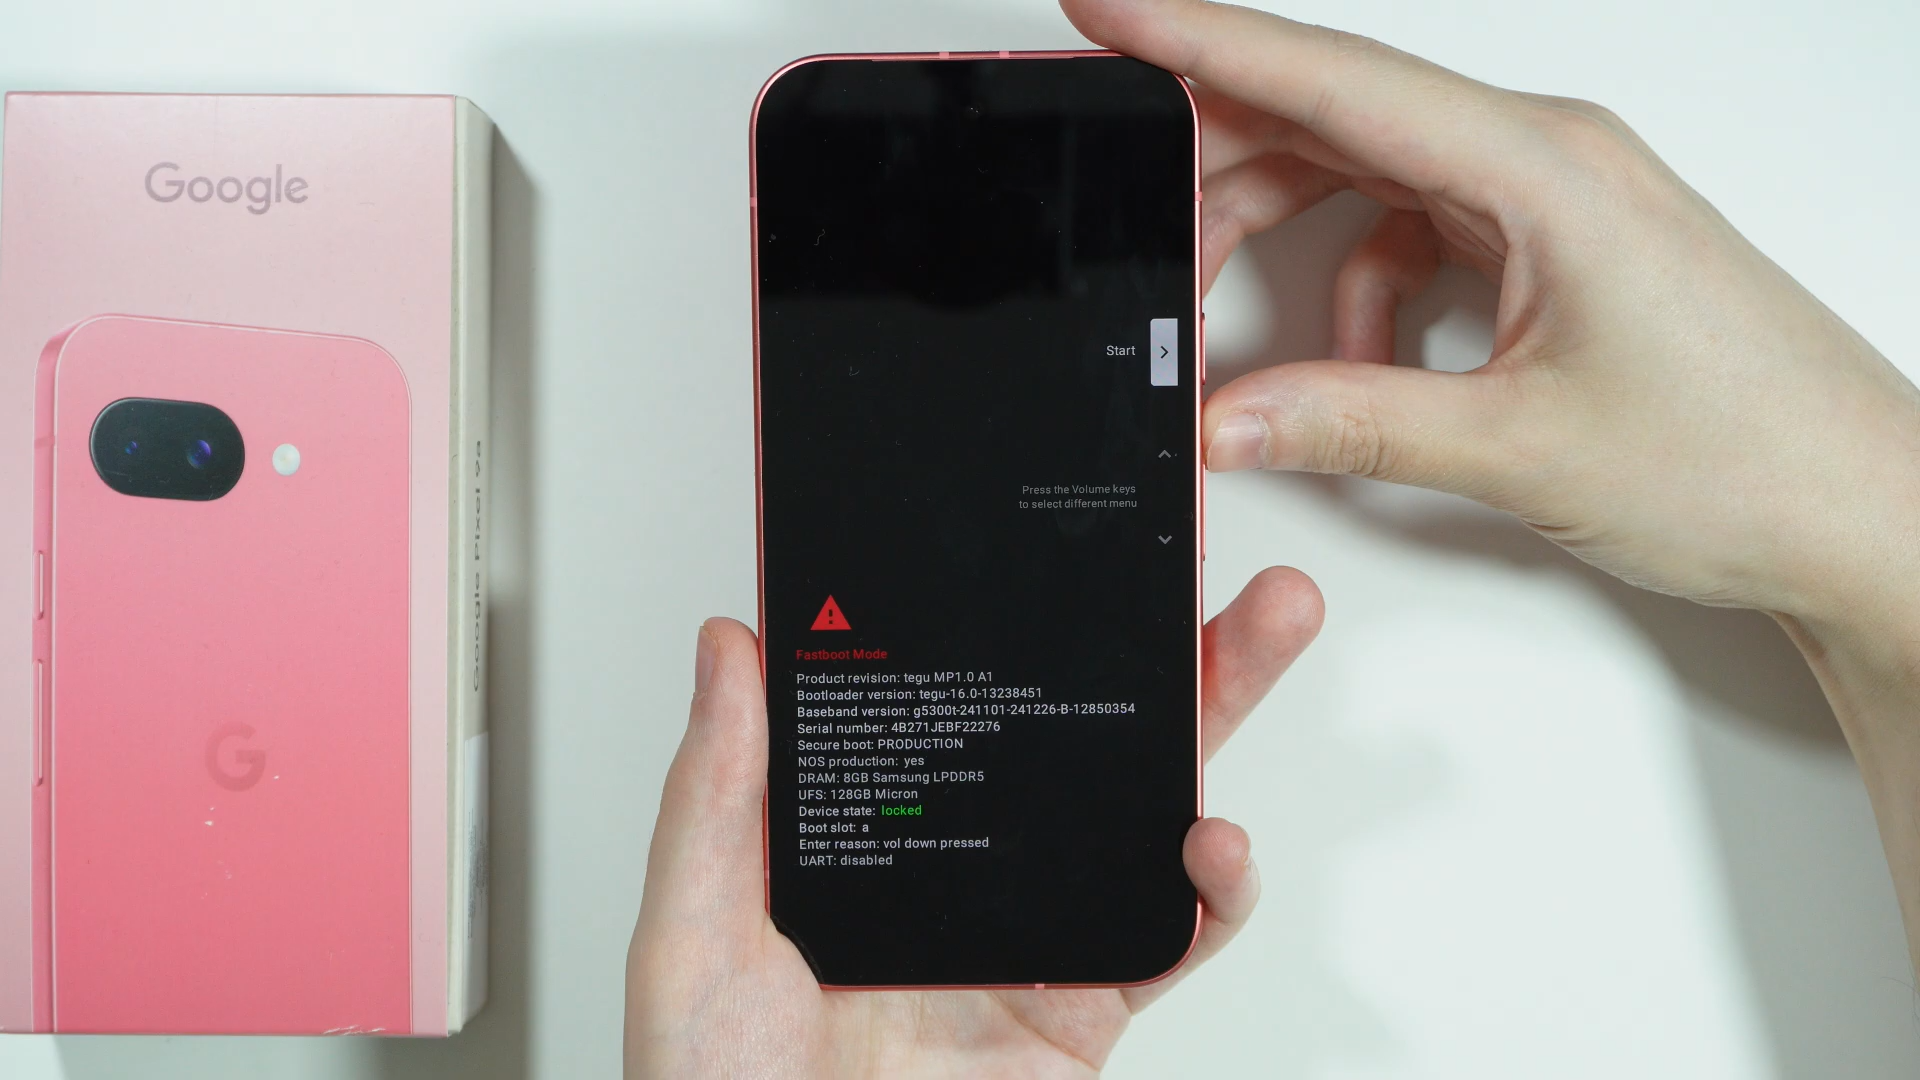 Google
Google Pixel 9a
Start
Press the Volume keys
to select different menu
Fastboot Mode
Product revision: tegu MP1.0 A1
Bootloader version: tegu-16.0-13238451
Baseband version: g5300t-241101-241226-B-12850354
Serial number: 4B271JEBF22276
Secure boot: PRODUCTION
NOS production: yes
DRAM: 8GB Samsung LPDDR5
UFS: 128GB Micron
Device state: locked
Boot slot: a
Enter reason: vol down pressed
UART: disabled